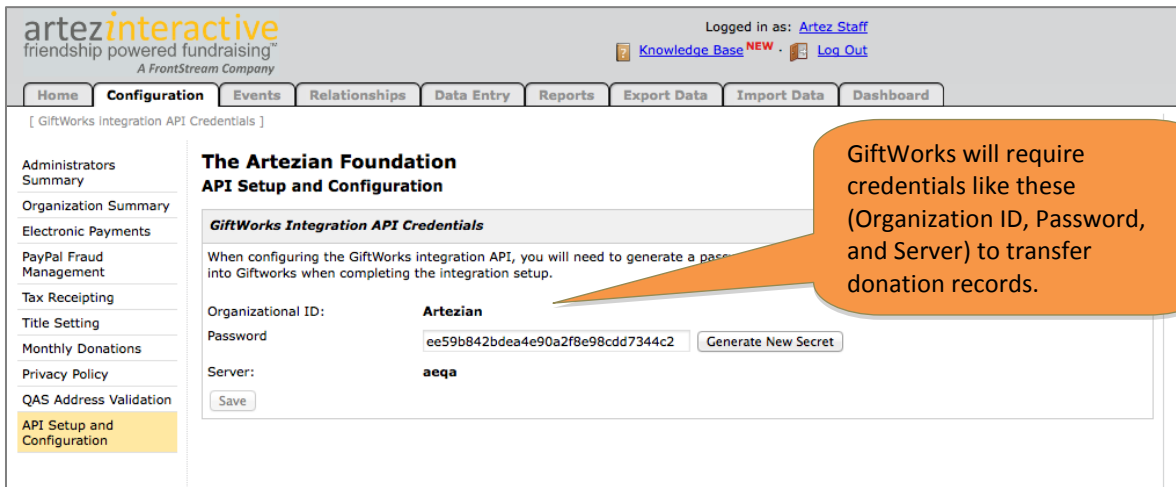 artezinteractive
friendship powered fundraising™
A FrontStream Company
Logged in as: Artez Staff
Knowledge Base NEW · Log Out
Home Configuration Events Relationships Data Entry Reports Export Data Import Data Dashboard
[ GiftWorks integration API Credentials ]
Administrators
Summary
Organization Summary
Electronic Payments
PayPal Fraud
Management
Tax Receipting
Title Setting
Monthly Donations
Privacy Policy
QAS Address Validation
API Setup and
Configuration
The Artezian Foundation
API Setup and Configuration
GiftWorks Integration API Credentials
When configuring the GiftWorks integration API, you will need to generate a
into Giftworks when completing the integration setup.
Organizational ID: Artezian
Password ee59b842bdea4e90a2f8e98cdd7344c2 Generate New Secret
Server: aeqa
Save
GiftWorks will require
credentials like these
(Organization ID, Password,
and Server) to transfer
donation records.